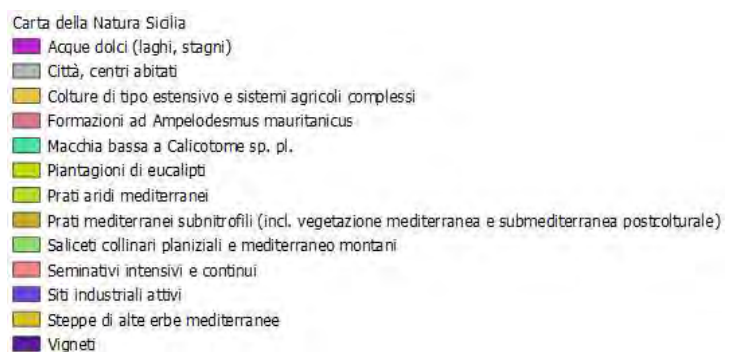 Carta della Natura Sicilia
Acque dolci (laghi, stagni)
Città, centri abitati
Colture di tipo estensivo e sistemi agricoli complessi
Formazioni ad Ampelodesmus mauritanicus
Macchia bassa a Calicotome sp. pl.
Piantagioni di eucalipti
Prati aridi mediterranei
Prati mediterranei subnitrofili (incl. vegetazione mediterranea e submediterranea postcolturale)
Saliceti collinari planiziali e mediterraneo montani
Seminativi intensivi e continui
Siti industriali attivi
Steppe di alte erbe mediterranee
Vigneti